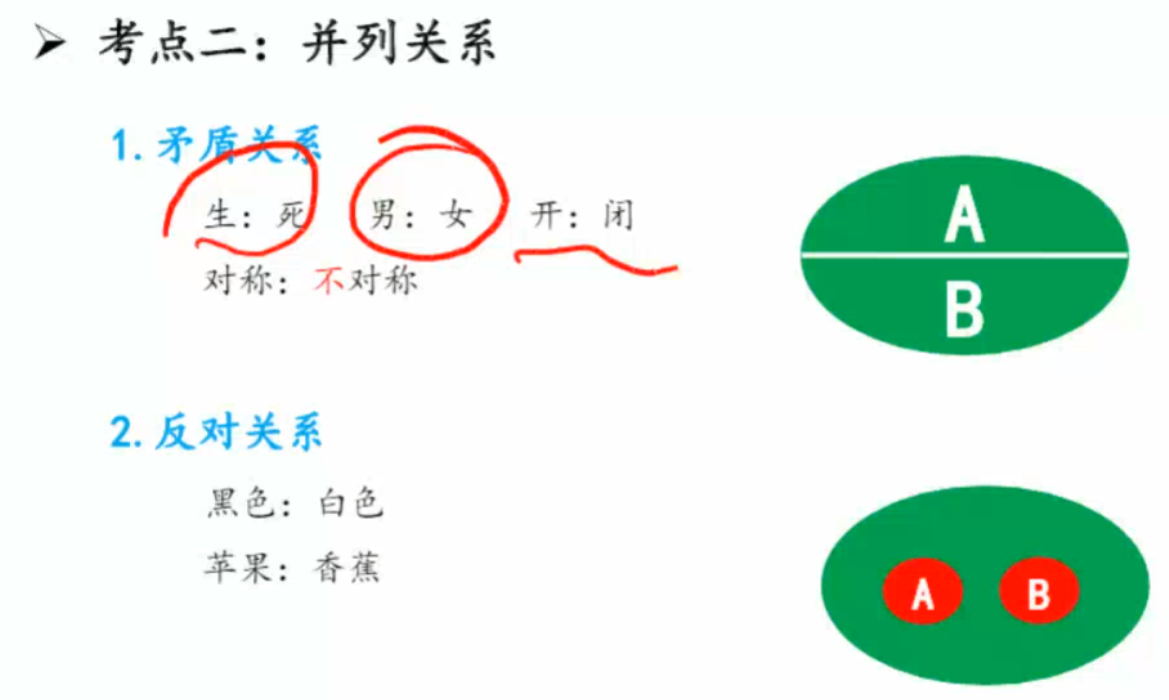 考点二：并列关系
1.矛盾关系
生：死 男：女 开：闭
对称：不对称
A
B
2.反对关系
黑色：白色
苹果：香蕉
A B